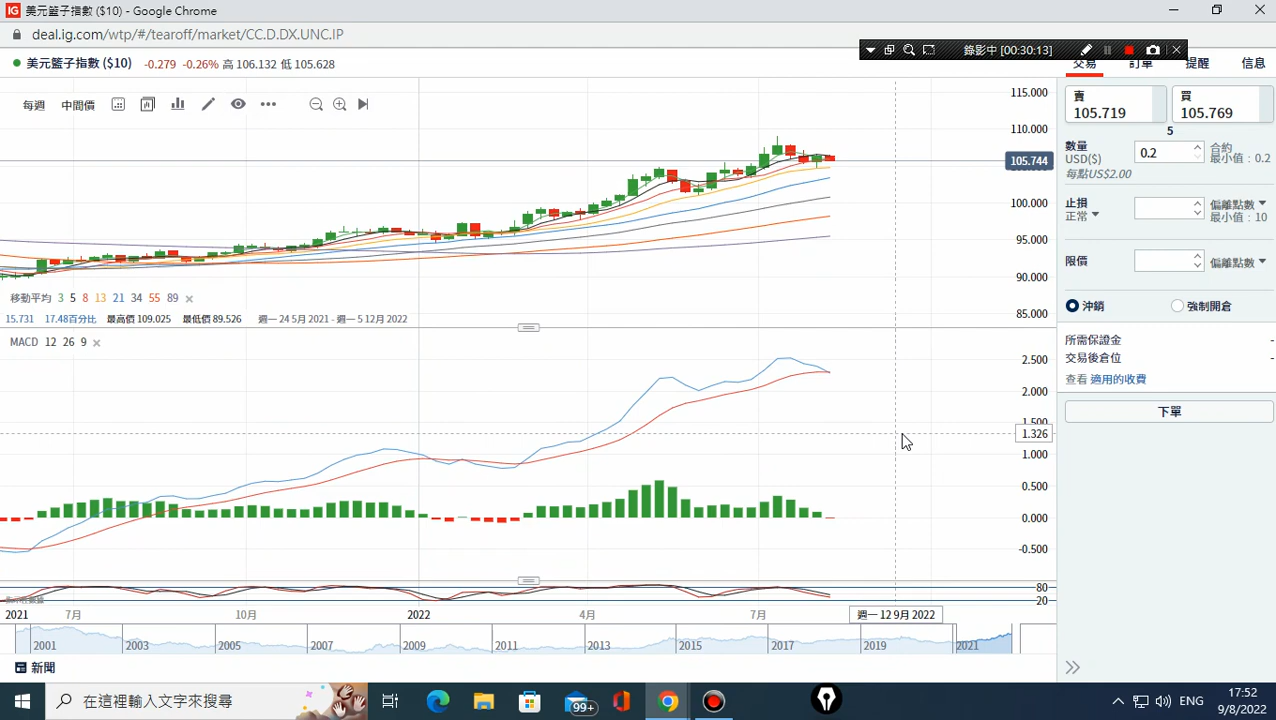 IG 美元籃子指數 ($10) - Google Chrome
deal.ig.com/wtp/#/tearoff/market/CC.D.DX.UNC.IP
錄影中 [00:30:13]
美元籃子指數 ($10) -0.279 -0.26% 高 106.132 低 105.628
交易 訂單 提醒 信息
每週 中間價
115.000
110.000
105.744
100.000
95.000
90.000
85.000
移動平均 3 5 8 13 21 34 55 89
15.731 17.48百分比 最高價 109.025 最低價 89.526 週一 24 5月 2021 - 週一 5 12月 2022
MACD 12 26 9
2.500
2.000
1.500
1.326
1.000
0.500
0.000
-0.500
80
20
2021 7月 10月 2022 4月 7月 週一 12 9月 2022
2001 2003 2005 2007 2009 2011 2013 2015 2017 2019 2021
新聞
賣
105.719
買
105.769
5
數量
USD($)
0.2
合約
最小值 : 0.2
每點US$2.00
止損
正常
偏離點數
最小值 : 10
限價
偏離點數
沖銷 強制開倉
所需保證金 -
交易後倉位 -
查看 適用的收費
下單
在這裡輸入文字來搜尋
99+
ENG
17:52
9/8/2022